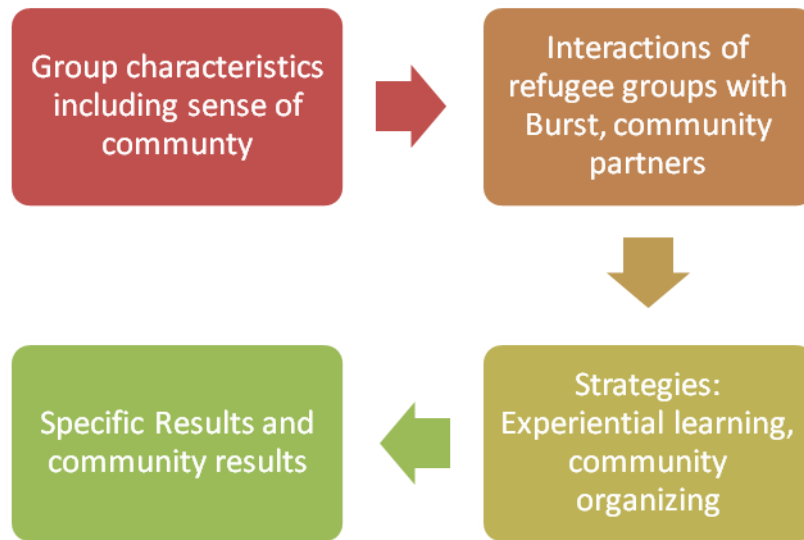 Group characteristics
including sense of
communty
Interactions of
refugee groups with
Burst, community
partners
Strategies:
Experiential learning,
community
organizing
Specific Results and
community results